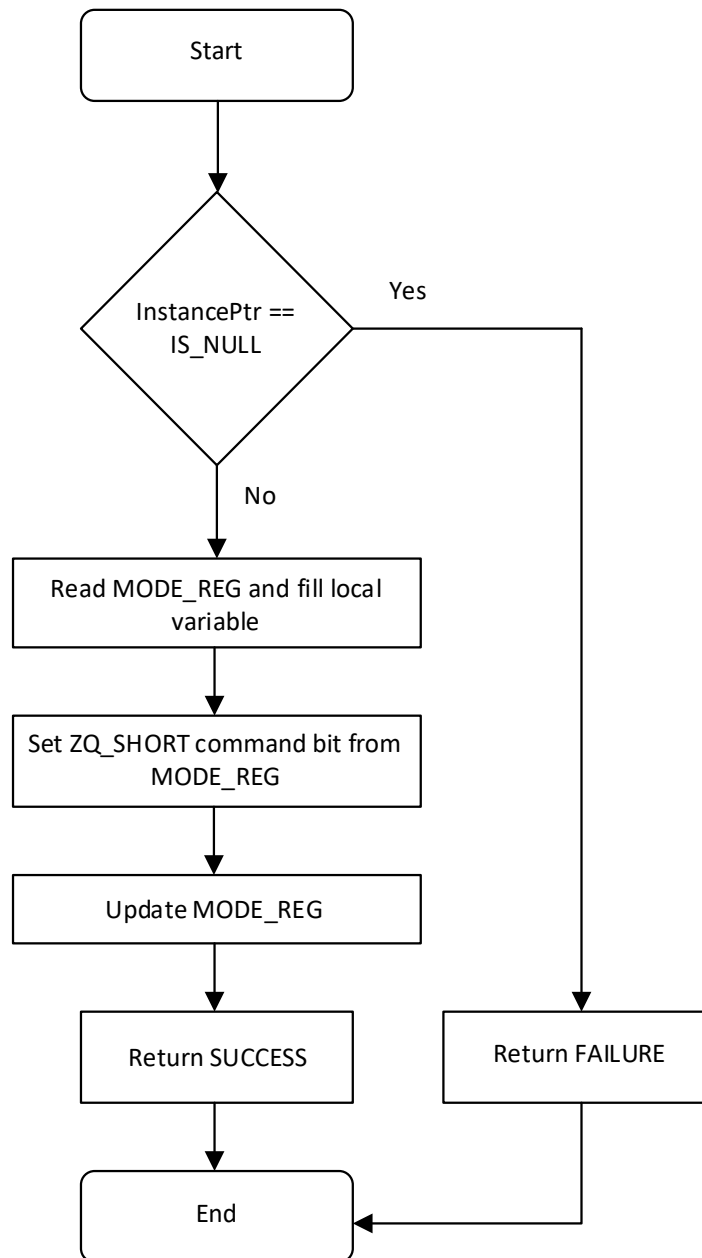 Start
InstancePtr ==
IS_NULL
Yes
No
Read MODE_REG and fill local
variable
Set ZQ_SHORT command bit from
MODE_REG
Update MODE_REG
Return SUCCESS
Return FAILURE
End